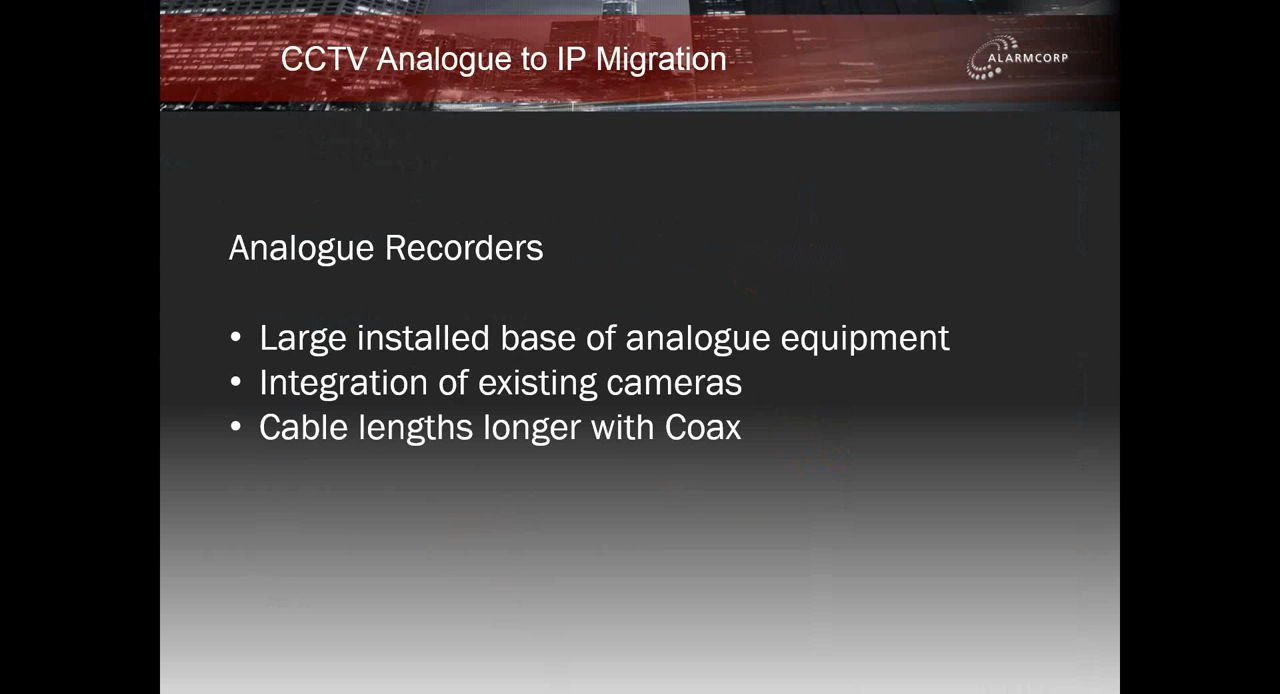 CCTV Analogue to IP Migration
ALARMCORP
Analogue Recorders
• Large installed base of analogue equipment
• Integration of existing cameras
• Cable lengths longer with Coax